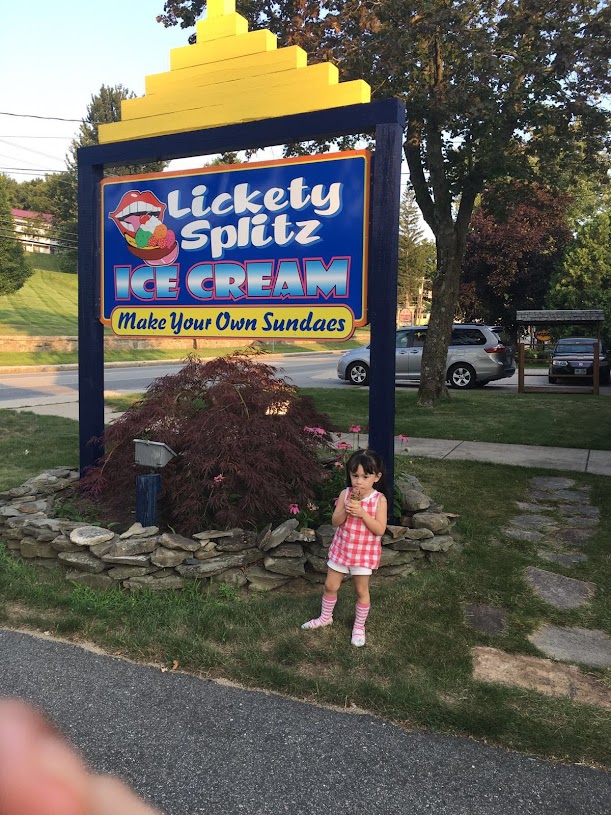 Lickety
Splitz
ICE CREAM
Make Your Own Sundaes